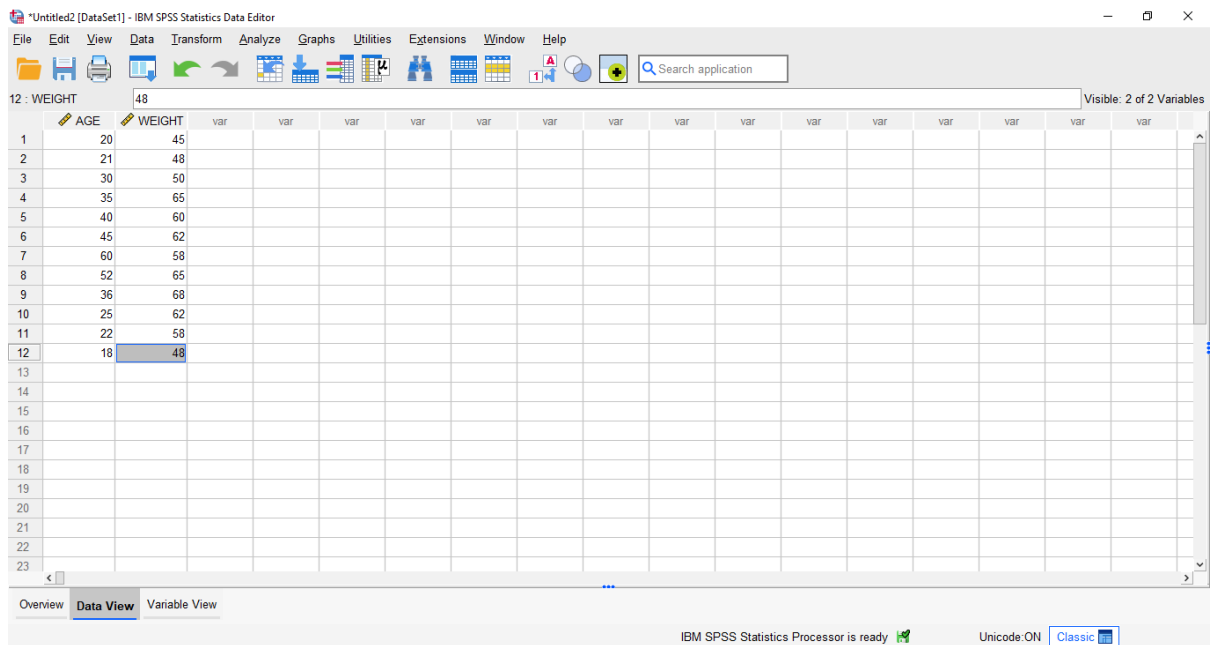 *Untitled2 [DataSet1] - IBM SPSS Statistics Data Editor
File Edit View Data Transform Analyze Graphs Utilities Extensions Window Help
Search application
12 : WEIGHT 48 Visible: 2 of 2 Variables
AGE WEIGHT var var var var var var var var var var var var var var var
1 20 45
2 21 48
3 30 50
4 35 65
5 40 60
6 45 62
7 60 58
8 52 65
9 36 68
10 25 62
11 22 58
12 18 48
13
14
15
16
17
18
19
20
21
22
23
Overview Data View Variable View
IBM SPSS Statistics Processor is ready Unicode:ON Classic